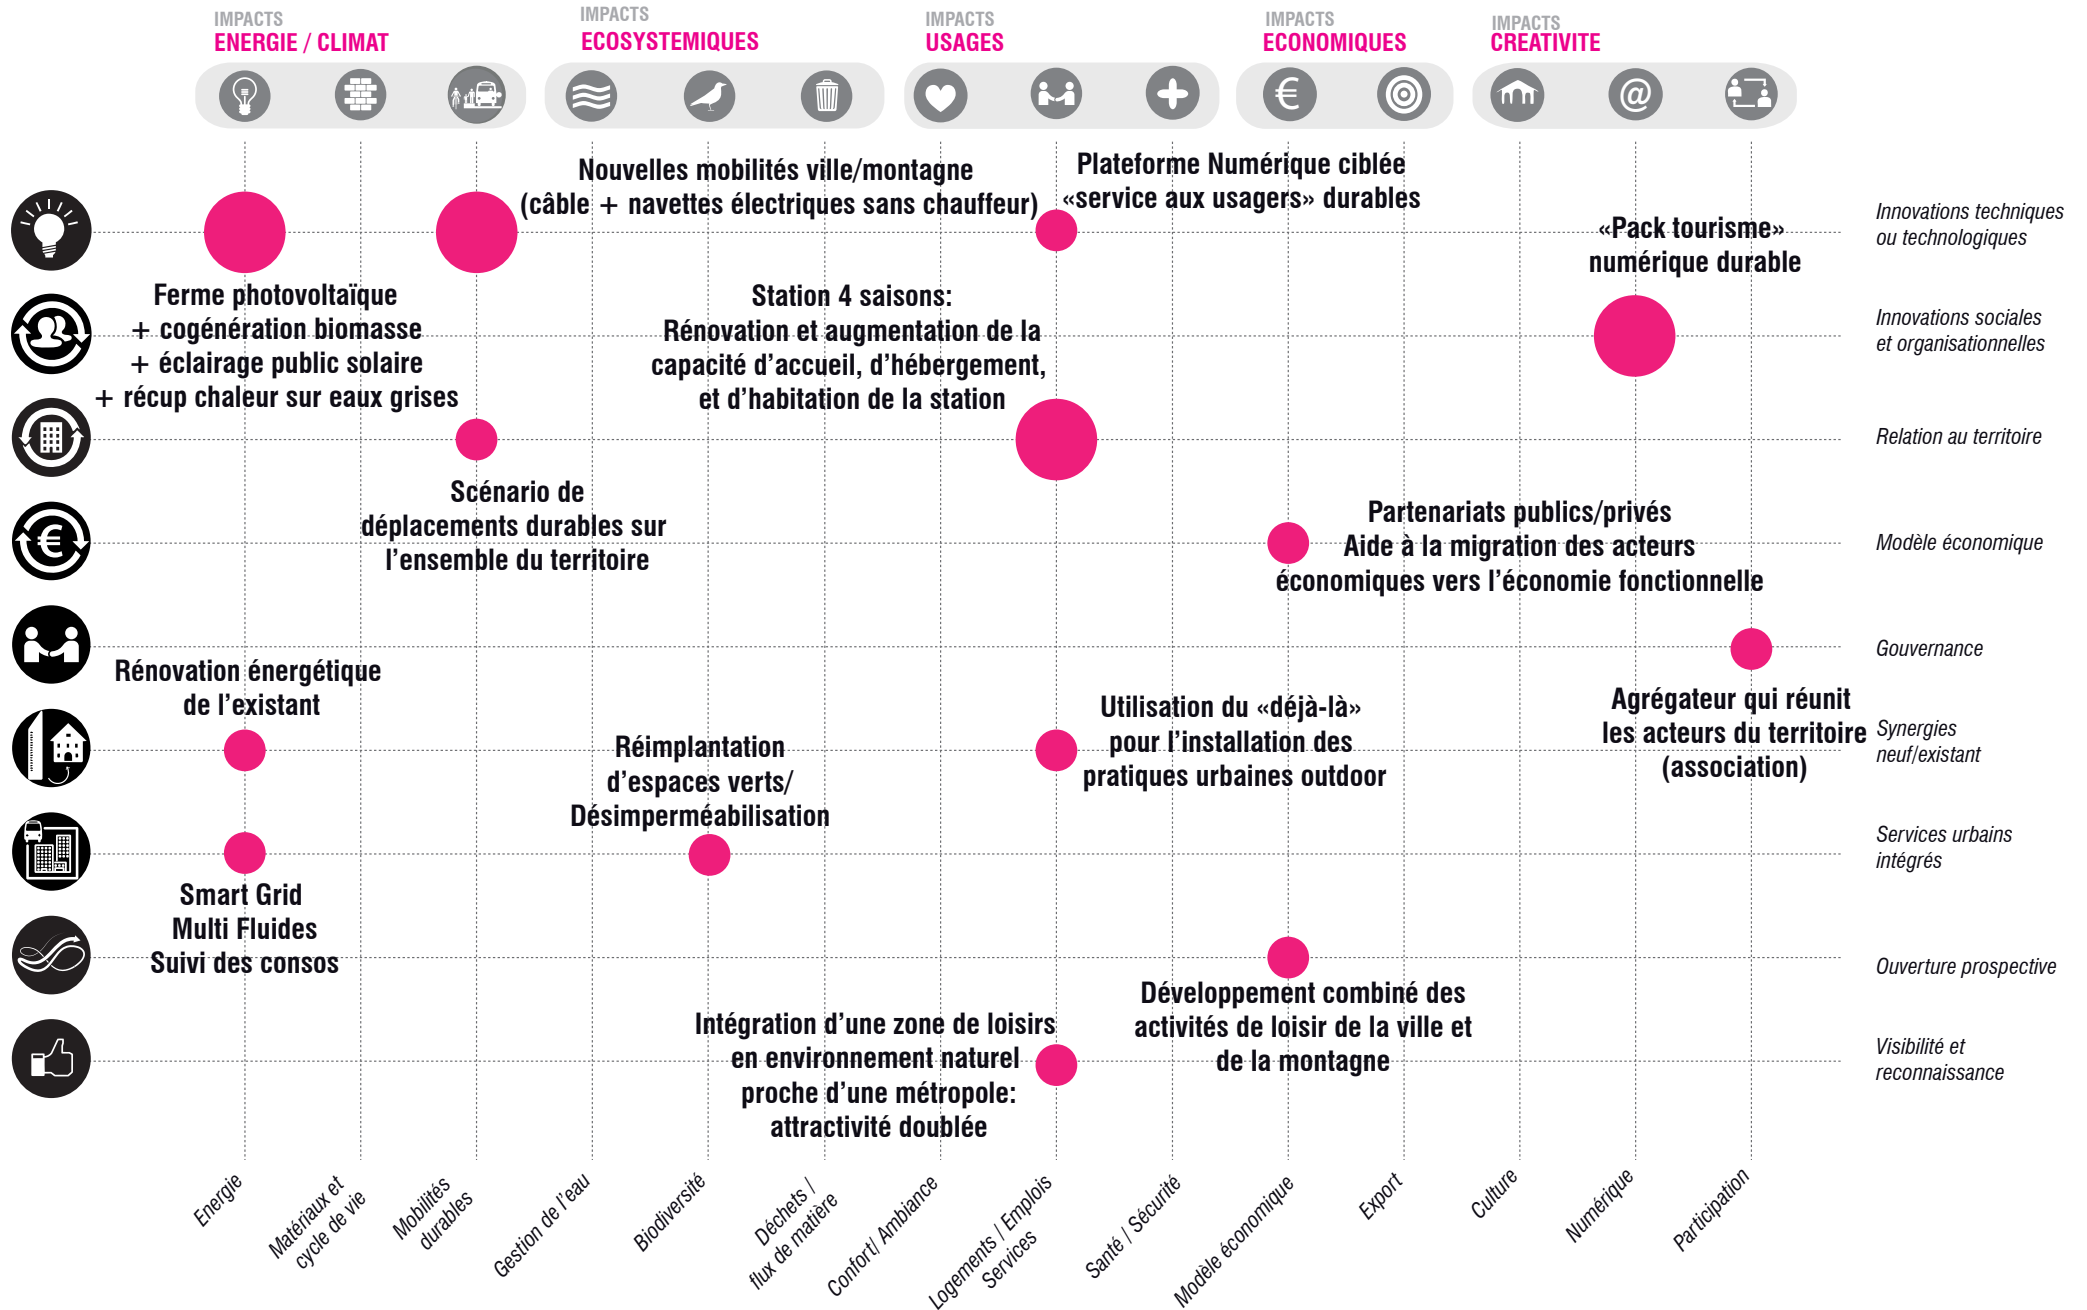 IMPACTS
ENERGIE / CLIMAT
IMPACTS
ECOSYSTEMIQUES
IMPACTS
USAGES
IMPACTS
ECONOMIQUES
IMPACTS
CREATIVITE
€
@
Nouvelles mobilités ville/montagne
(câble + navettes électriques sans chauffeur)
Plateforme Numérique ciblée
«service aux usagers» durables
«Pack tourisme»
numérique durable
Innovations techniques
ou technologiques
Ferme photovoltaïque
+ cogénération biomasse
+ éclairage public solaire
+ récup chaleur sur eaux grises
Station 4 saisons:
Rénovation et augmentation de la
capacité d’accueil, d’hébergement,
et d’habitation de la station
Innovations sociales
et organisationnelles
Relation au territoire
Scénario de
déplacements durables sur
l’ensemble du territoire
€
Partenariats publics/privés
Aide à la migration des acteurs
économiques vers l’économie fonctionnelle
Modèle économique
Gouvernance
Rénovation énergétique
de l’existant
Réimplantation
d’espaces verts/
Désimperméabilisation
Utilisation du «déjà-là»
pour l’installation des
pratiques urbaines outdoor
Agrégateur qui réunit
les acteurs du territoire
(association)
Synergies
neuf/existant
Services urbains
intégrés
Smart Grid
Multi Fluides
Suivi des consos
Ouverture prospective
Développement combiné des
activités de loisir de la ville et
de la montagne
Intégration d’une zone de loisirs
en environnement naturel
proche d’une métropole:
attractivité doublée
Visibilité et
reconnaissance
Energie
Matériaux et
cycle de vie
Mobilités
durables
Gestion de l’eau
Biodiversité
Déchets /
flux de matière
Confort/ Ambiance
Logements / Emplois
Services
Santé / Sécurité
Modèle économique
Export
Culture
Numérique
Participation